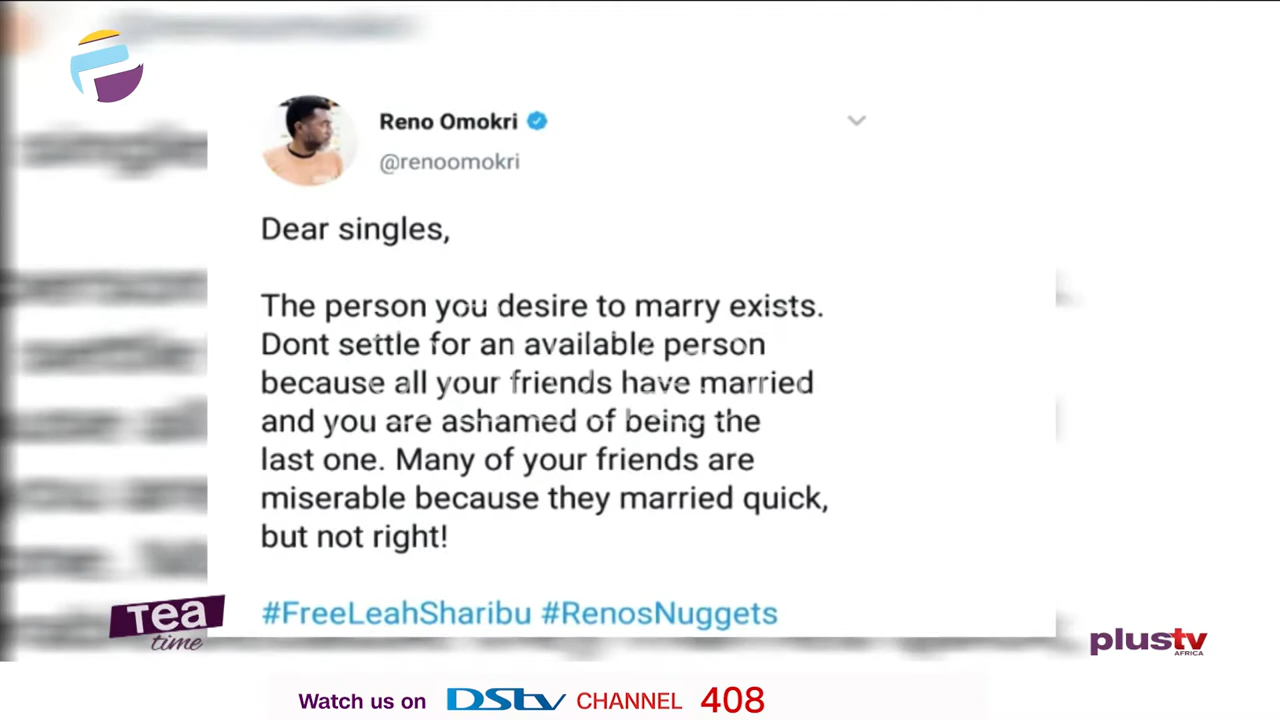 Reno Omokri
@renoomokri
Dear singles,
The person you desire to marry exists.
Dont settle for an available person
because all your friends have married
and you are ashamed of being the
last one. Many of your friends are
miserable because they married quick,
but not right!
#FreeLeahSharibu #RenosNuggets
Tea
time
plustv
AFRICA
Watch us on DStv CHANNEL 408